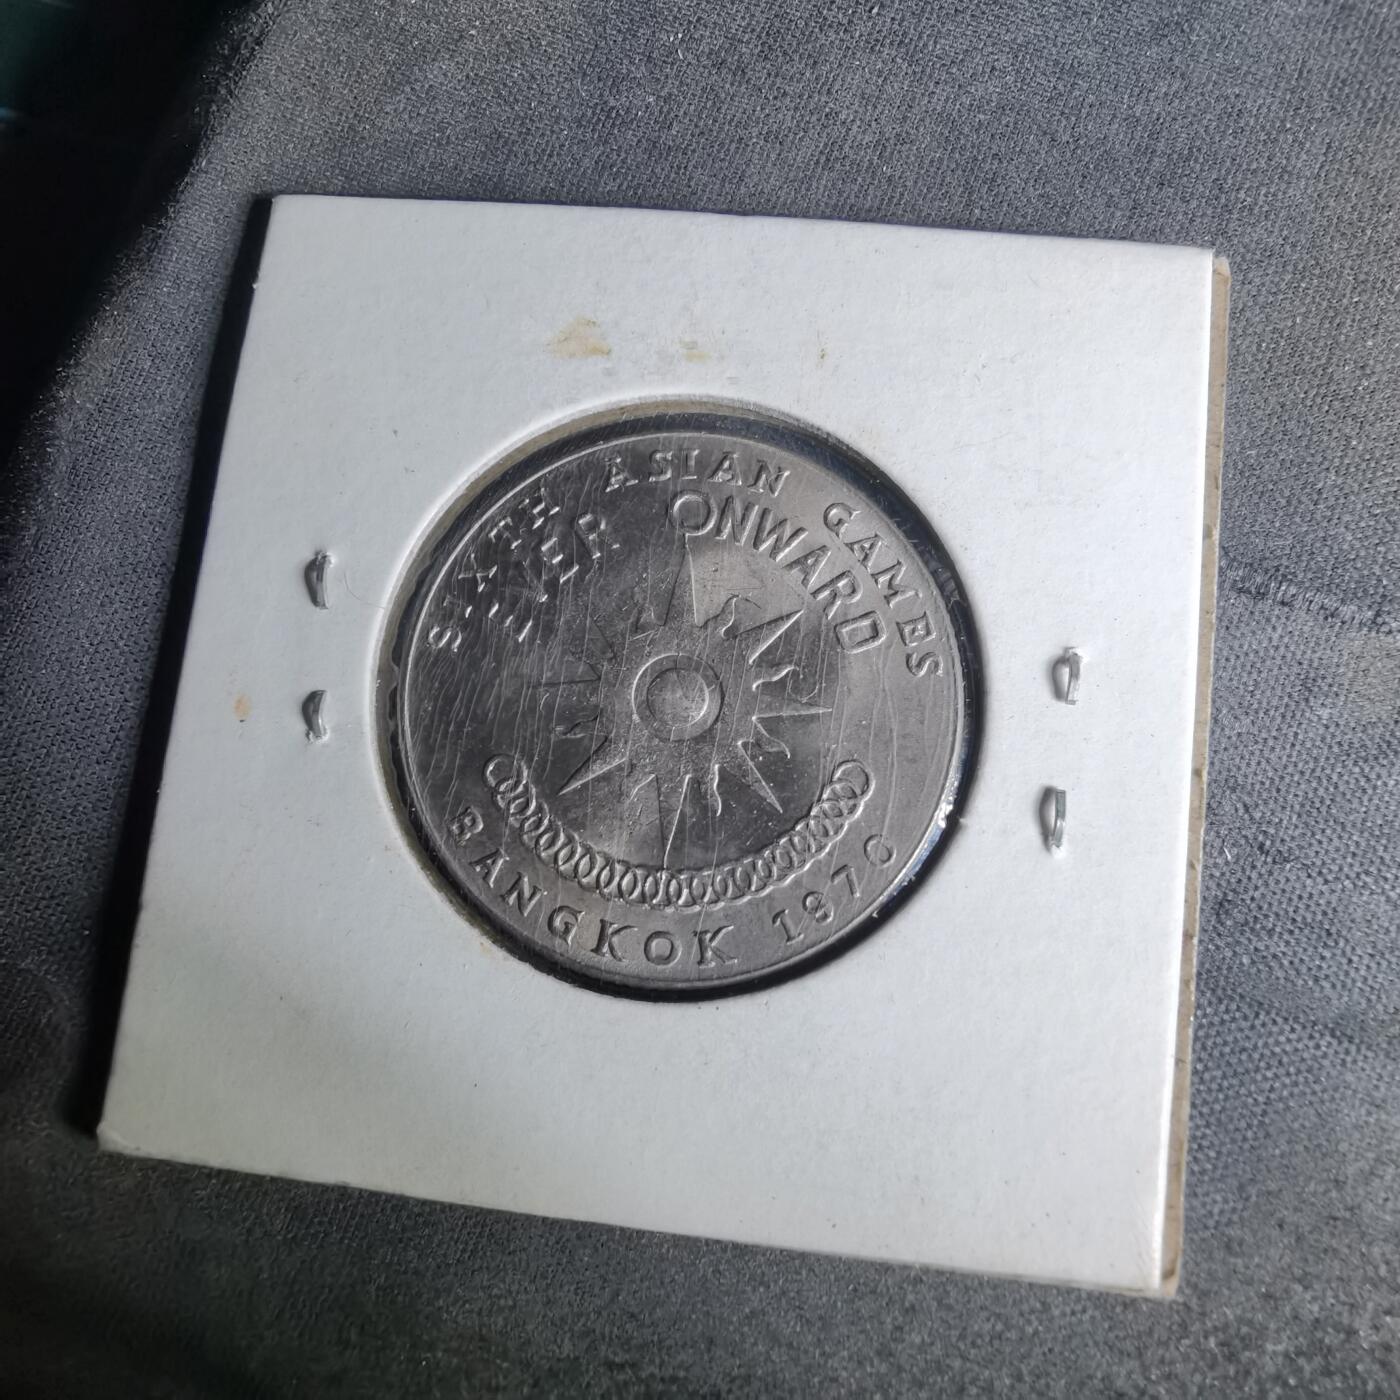 SIXTH ASIAN GAMES
EVER ONWARD
BANGKOK 1970